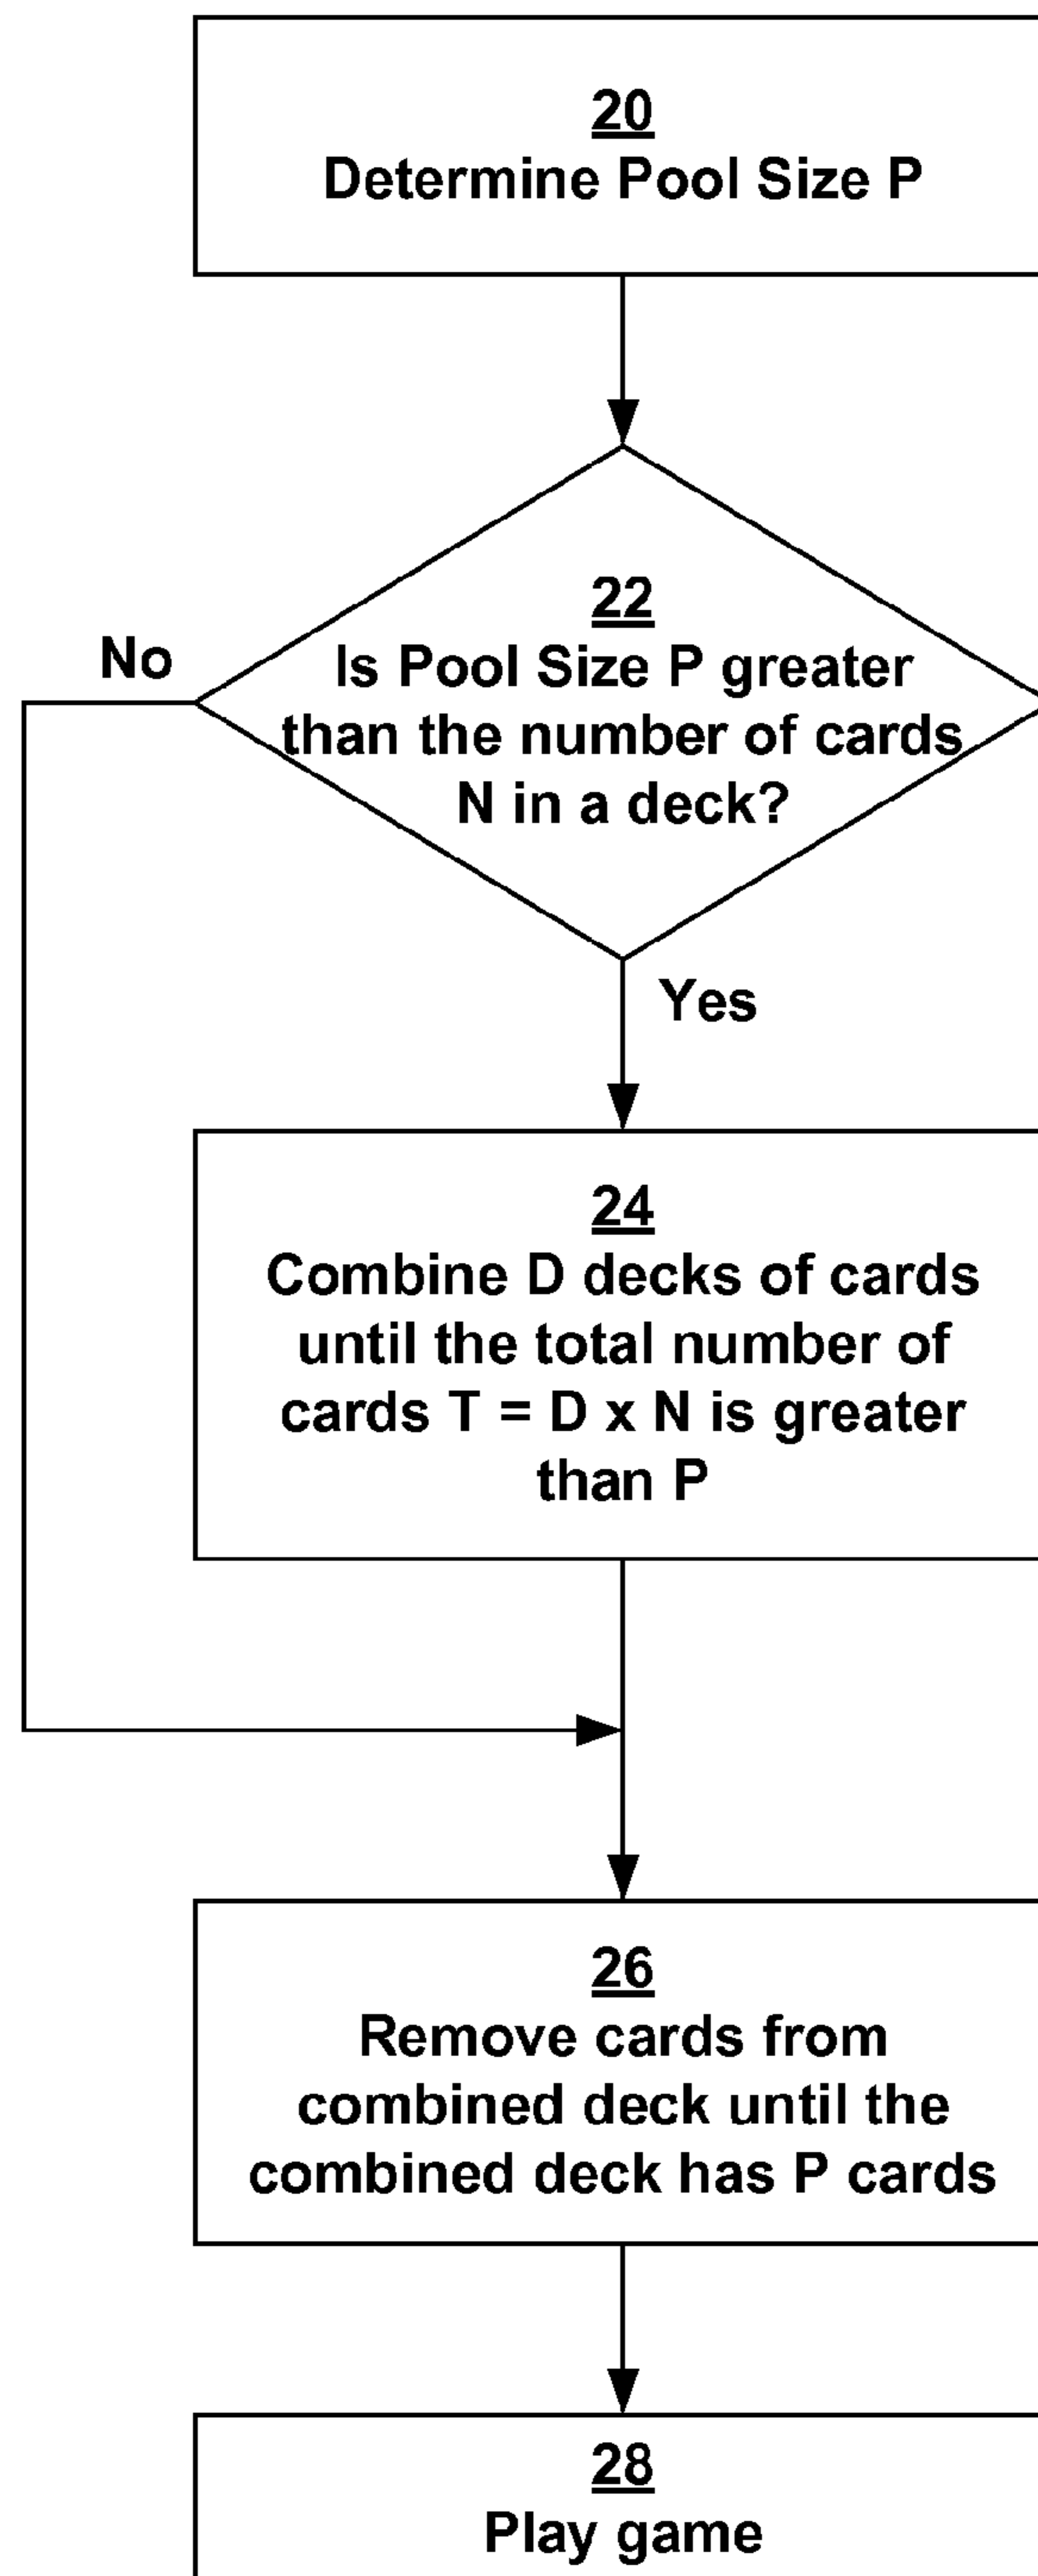 20
Determine Pool Size P
22
Is Pool Size P greater
than the number of cards
N in a deck?
No
Yes
24
Combine D decks of cards
until the total number of
cards T = D x N is greater
than P
26
Remove cards from
combined deck until the
combined deck has P cards
28
Play game